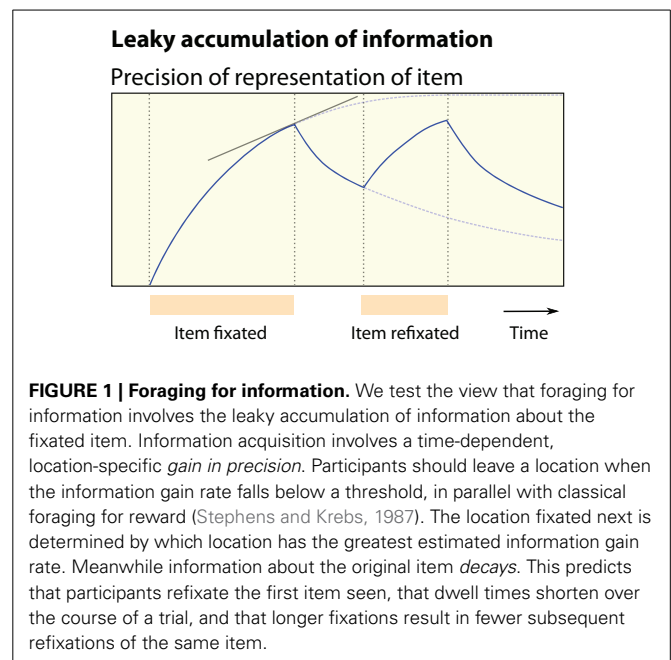 Leaky accumulation of information
Precision of representation of item
Item fixated
Item refixated
Time
FIGURE 1 | Foraging for information. We test the view that foraging for
information involves the leaky accumulation of information about the
fixated item. Information acquisition involves a time-dependent,
location-specific gain in precision. Participants should leave a location when
the information gain rate falls below a threshold, in parallel with classical
foraging for reward (Stephens and Krebs, 1987). The location fixated next is
determined by which location has the greatest estimated information gain
rate. Meanwhile information about the original item decays. This predicts
that participants refixate the first item seen, that dwell times shorten over
the course of a trial, and that longer fixations result in fewer subsequent
refixations of the same item.